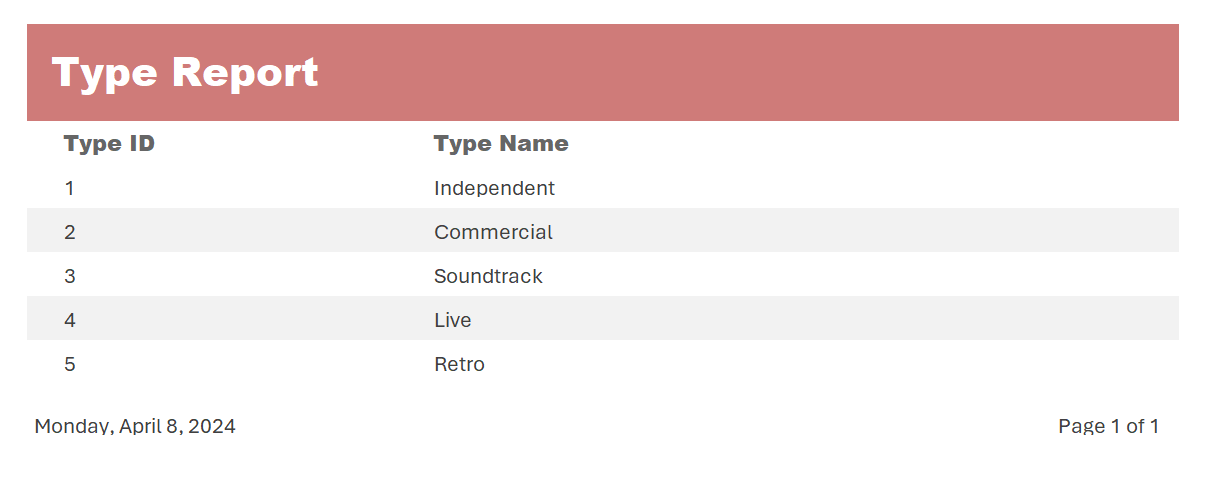 Type Report
Type ID Type Name
1 Independent
2 Commercial
3 Soundtrack
4 Live
5 Retro
Monday, April 8, 2024 Page 1 of 1